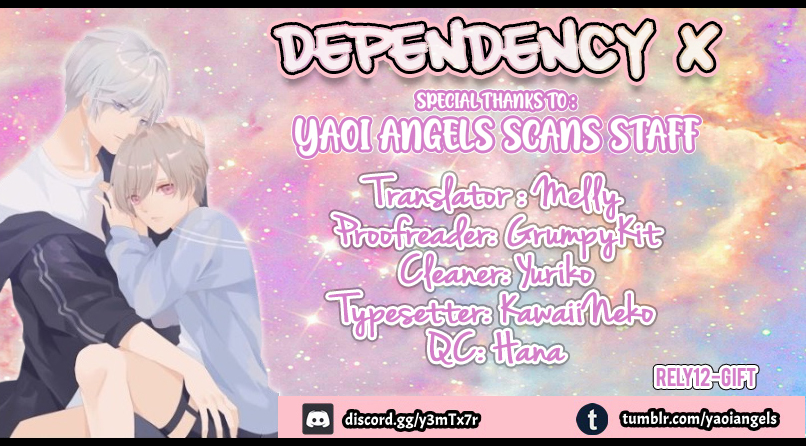 DEPENDENCY X
SPECIAL THANKS TO:
YAOI ANGELS SCANS STAFF
Translator : Melly
Proofreader: GrumpyKit
Cleaner: Yuriko
Typesetter: KawaiiNeko
QC: Hana
RELY12-GIFT
discord.gg/y3mTx7r
t tumblr.com/yaoiangels